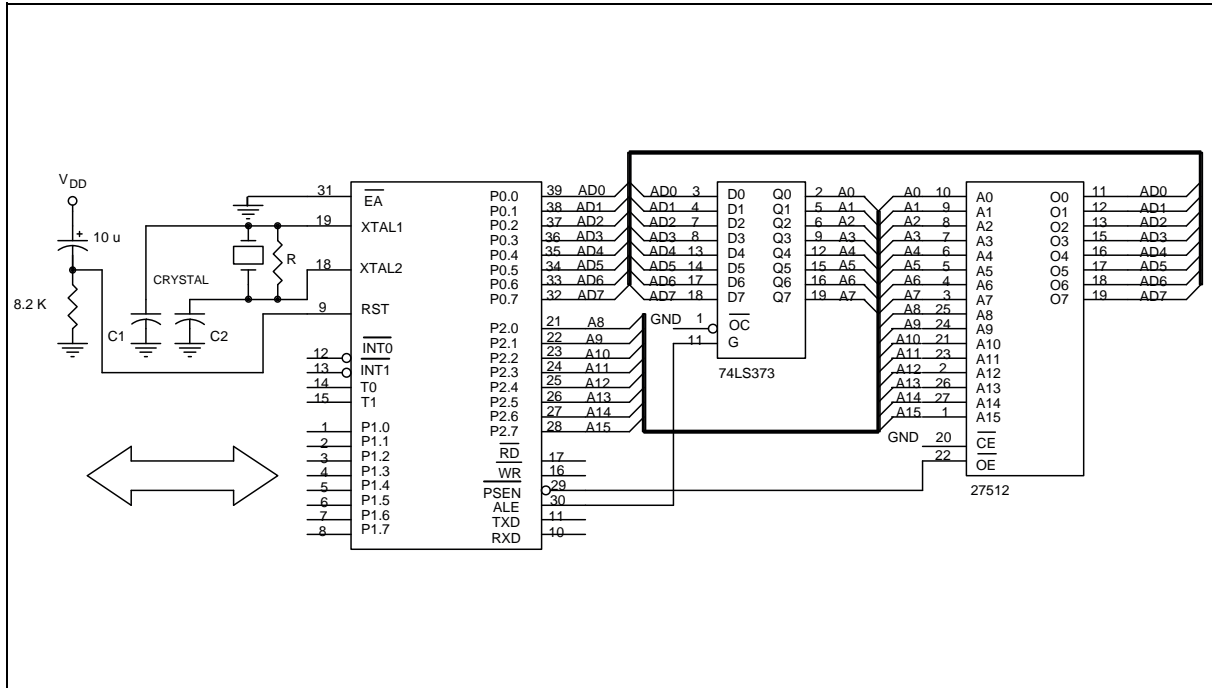 VDD
10 u
8.2 K
CRYSTAL
C1
C2
R
31 EA
19 XTAL1
18 XTAL2
9 RST
12 INT0
13 INT1
14 T0
15 T1
1 P1.0
2 P1.1
3 P1.2
4 P1.3
5 P1.4
6 P1.5
7 P1.6
8 P1.7
P0.0 39 AD0
P0.1 38 AD1
P0.2 37 AD2
P0.3 36 AD3
P0.4 35 AD4
P0.5 34 AD5
P0.6 33 AD6
P0.7 32 AD7
P2.0 21 A8
P2.1 22 A9
P2.2 23 A10
P2.3 24 A11
P2.4 25 A12
P2.5 26 A13
P2.6 27 A14
P2.7 28 A15
RD 17
WR 16
PSEN 29
ALE 30
TXD 11
RXD 10
AD0 3 D0 Q0 2 A0
AD1 4 D1 Q1 5 A1
AD2 7 D2 Q2 6 A2
AD3 8 D3 Q3 9 A3
AD4 13 D4 Q4 12 A4
AD5 14 D5 Q5 15 A5
AD6 17 D6 Q6 16 A6
AD7 18 D7 Q7 19 A7
GND 1 OC
11 G
74LS373
A0 10 A0 O0 11 AD0
A1 9 A1 O1 12 AD1
A2 8 A2 O2 13 AD2
A3 7 A3 O3 15 AD3
A4 6 A4 O4 16 AD4
A5 5 A5 O5 17 AD5
A6 4 A6 O6 18 AD6
A7 3 A7 O7 19 AD7
A8 25 A8
A9 24 A9
A10 21 A10
A11 23 A11
A12 2 A12
A13 26 A13
A14 27 A14
A15 1 A15
GND 20 CE
22 OE
27512